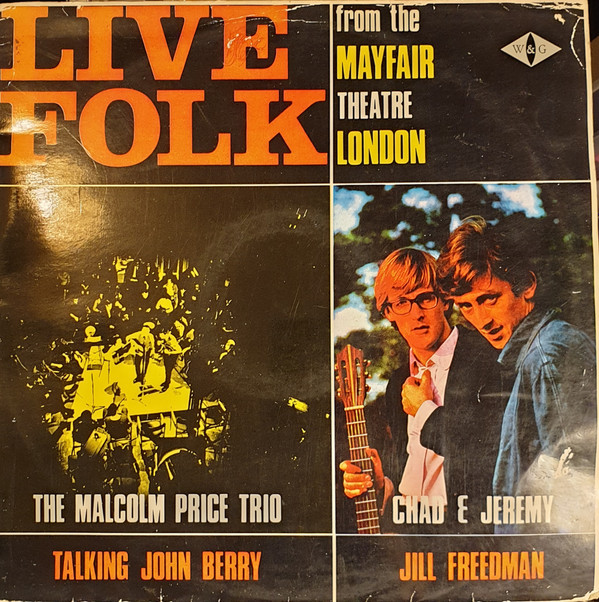 LIVE
FOLK
from the
MAYFAIR
THEATRE
LONDON
W&G
THE MALCOLM PRICE TRIO
CHAD & JEREMY
TALKING JOHN BERRY
JILL FREEDMAN